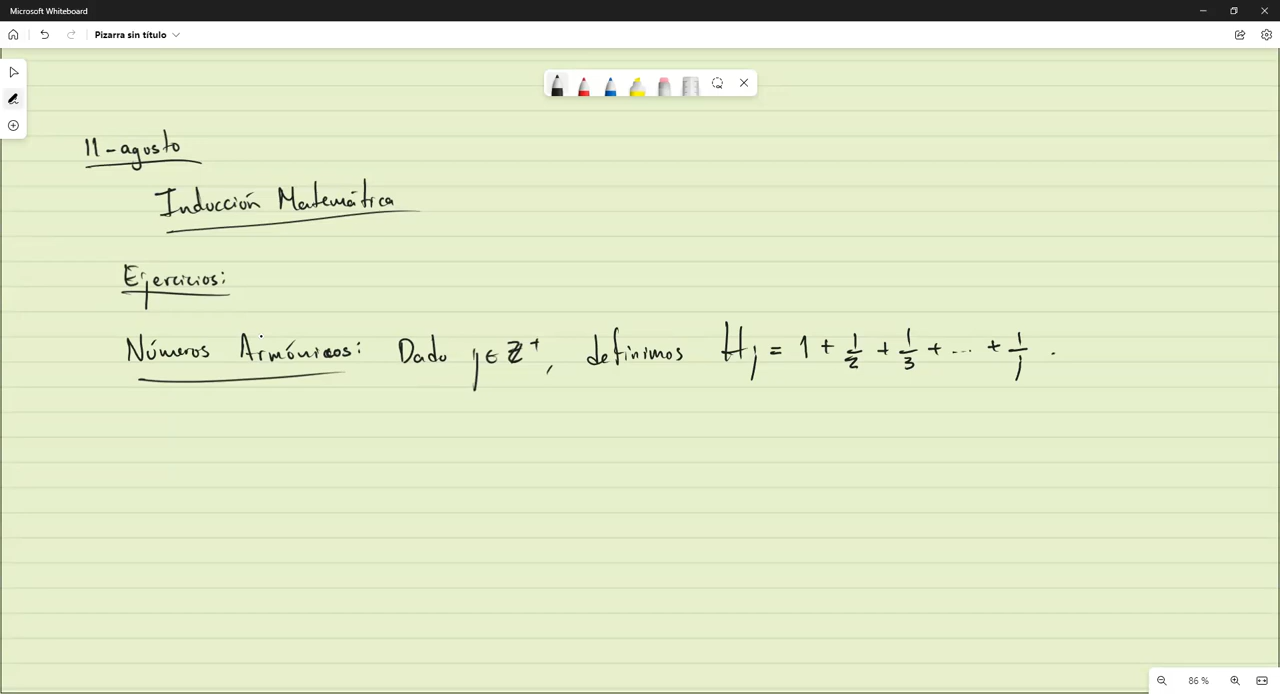 Microsoft Whiteboard
Pizarra sin título
11-agosto
Inducción Matemática
Ejercicios:
Números Armónicos: Dado j ∈ ℤ⁺, definimos H_j = 1 + 1/2 + 1/3 + ... + 1/j .
86 %